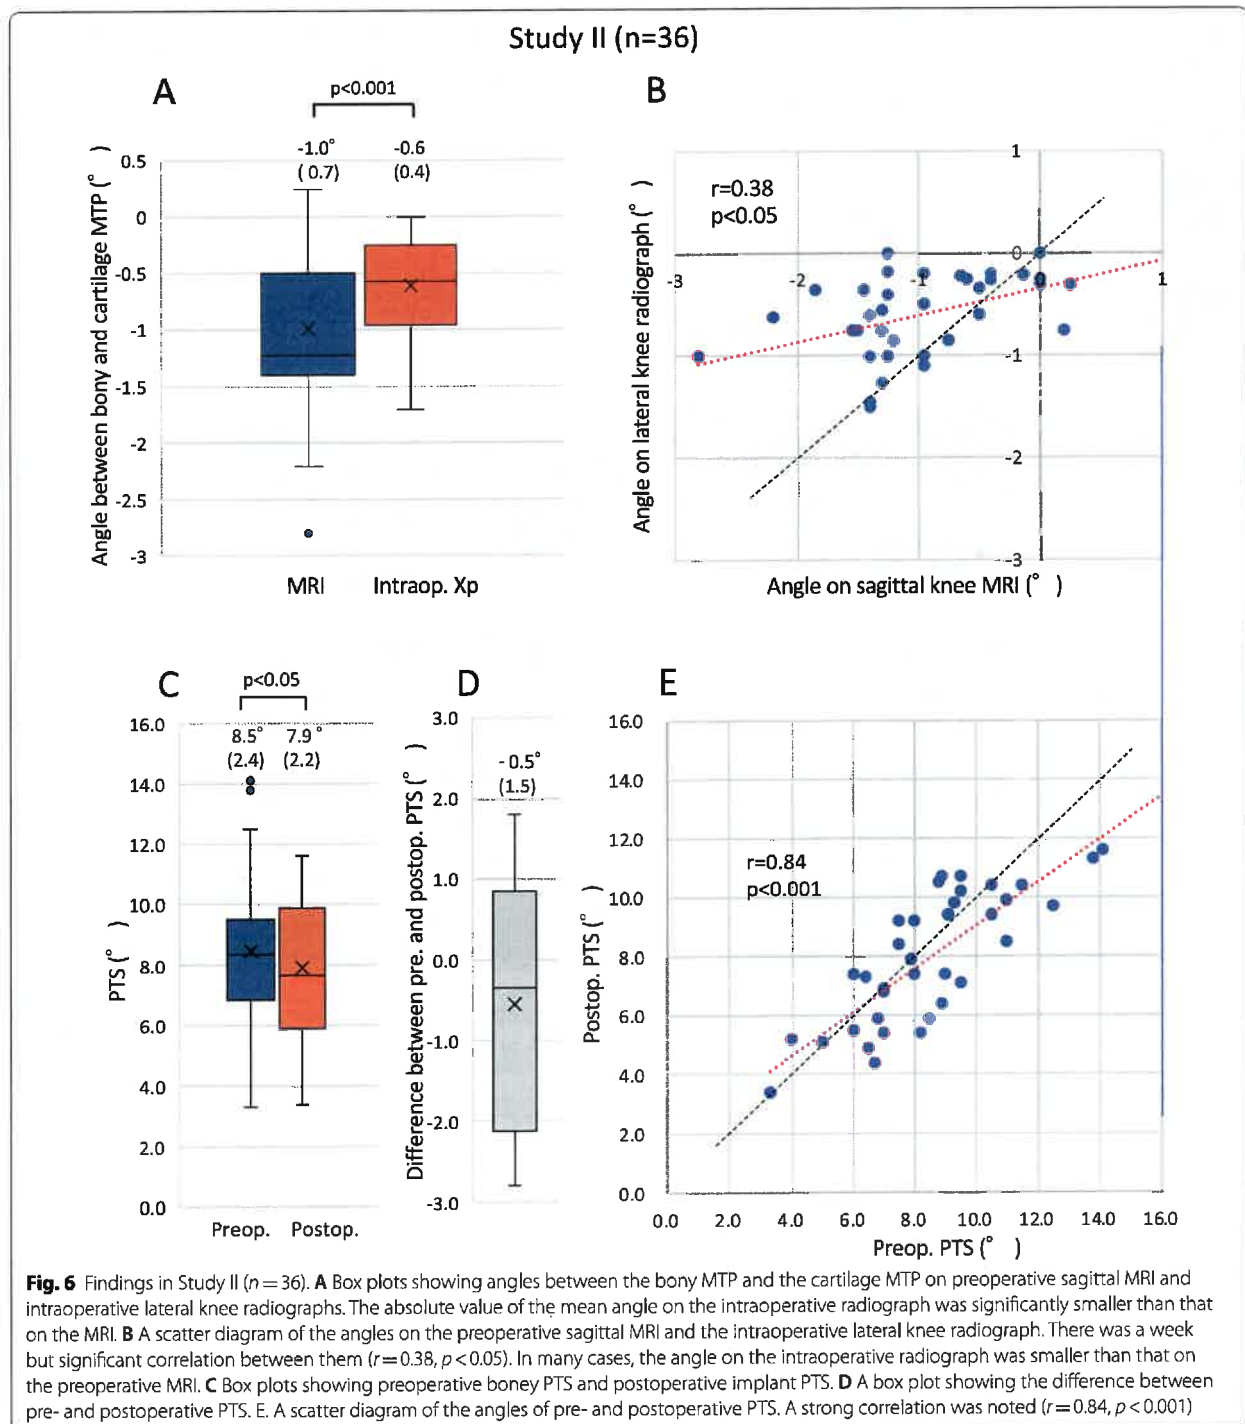 Study II (n=36)
A
p<0.001
-1.0°
( 0.7)
-0.6
(0.4)
Angle between bony and cartilage MTP (° )
0.5
0
-0.5
-1
-1.5
-2
-2.5
-3
MRI
Intraop. Xp
B
r=0.38
p<0.05
Angle on lateral knee radiograph (° )
1
0
-1
-2
-3
-3
-2
-1
0
1
Angle on sagittal knee MRI (° )
C
p<0.05
8.5°
(2.4)
7.9 °
(2.2)
PTS (° )
16.0
14.0
12.0
10.0
8.0
6.0
4.0
2.0
0.0
Preop.
Postop.
D
- 0.5°
(1.5)
Difference between pre. and postop. PTS (° )
3.0
2.0
1.0
0.0
-1.0
-2.0
-3.0
E
r=0.84
p<0.001
Postop. PTS (° )
16.0
14.0
12.0
10.0
8.0
6.0
4.0
2.0
0.0
0.0 2.0 4.0 6.0 8.0 10.0 12.0 14.0 16.0
Preop. PTS (° )
Fig. 6 Findings in Study II (n = 36). A Box plots showing angles between the bony MTP and the cartilage MTP on preoperative sagittal MRI and
intraoperative lateral knee radiographs. The absolute value of the mean angle on the intraoperative radiograph was significantly smaller than that
on the MRI. B A scatter diagram of the angles on the preoperative sagittal MRI and the intraoperative lateral knee radiograph. There was a week
but significant correlation between them (r = 0.38, p < 0.05). In many cases, the angle on the intraoperative radiograph was smaller than that on
the preoperative MRI. C Box plots showing preoperative boney PTS and postoperative implant PTS. D A box plot showing the difference between
pre- and postoperative PTS. E. A scatter diagram of the angles of pre- and postoperative PTS. A strong correlation was noted (r = 0.84, p < 0.001)